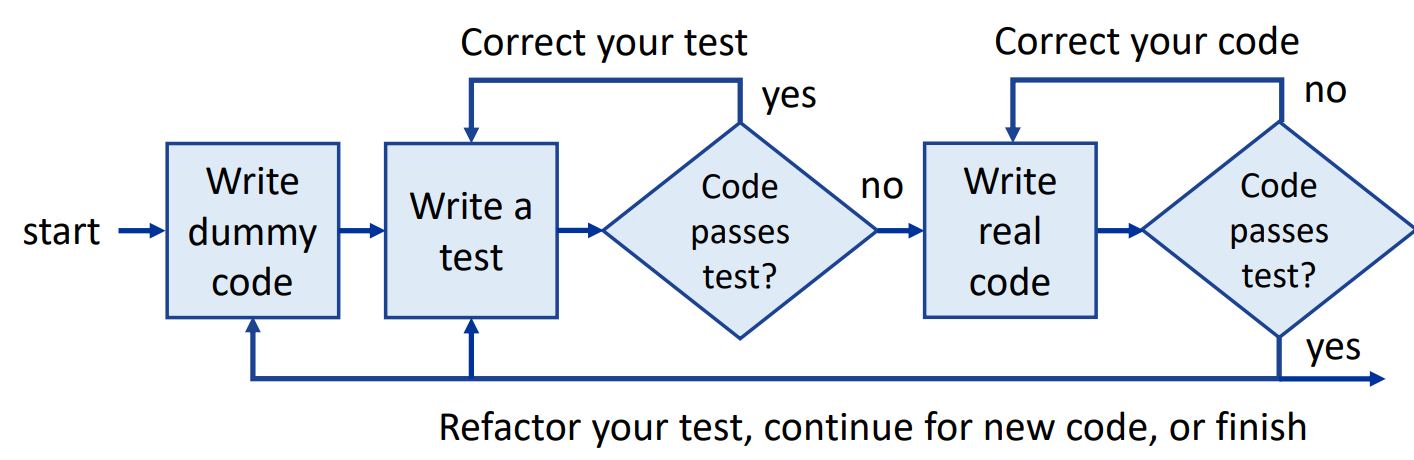 Correct your test
Correct your code
yes
no
start
Write
dummy
code
Write a
test
Code
passes
test?
no
Write
real
code
Code
passes
test?
yes
Refactor your test, continue for new code, or finish